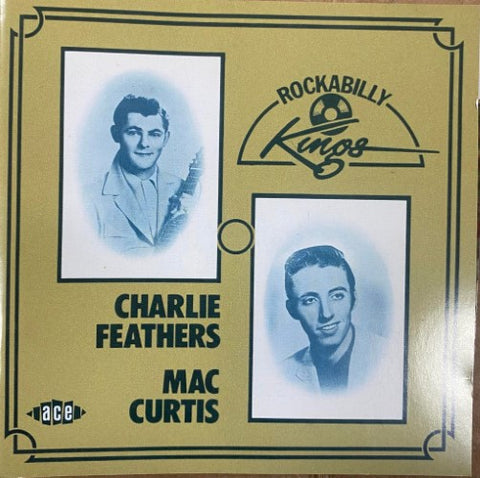 ROCKABILLY
Kings
CHARLIE
FEATHERS
MAC
CURTIS
ace